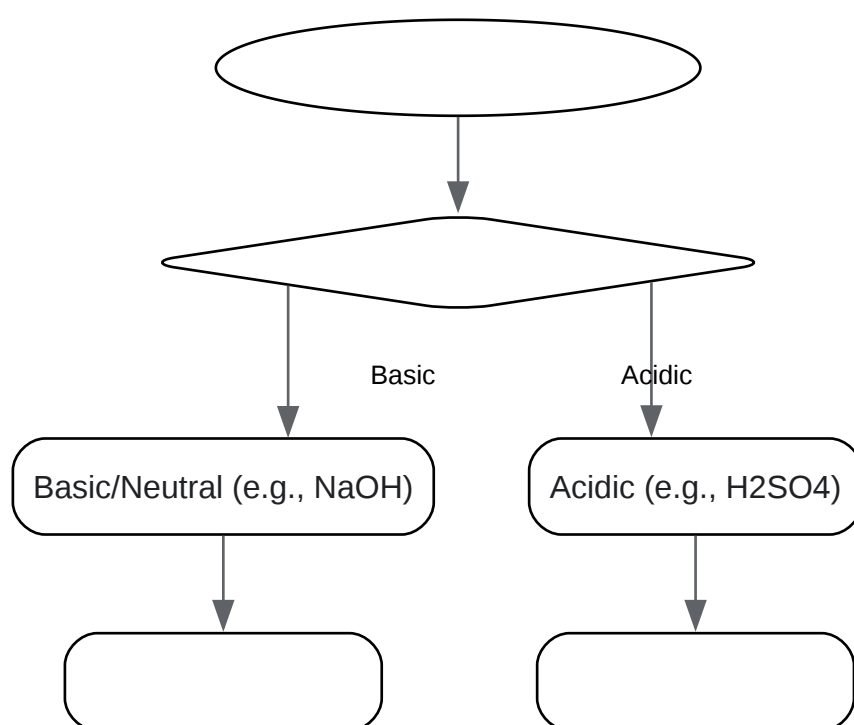 Basic
Acidic
Basic/Neutral (e.g., NaOH)
Acidic (e.g., H2SO4)